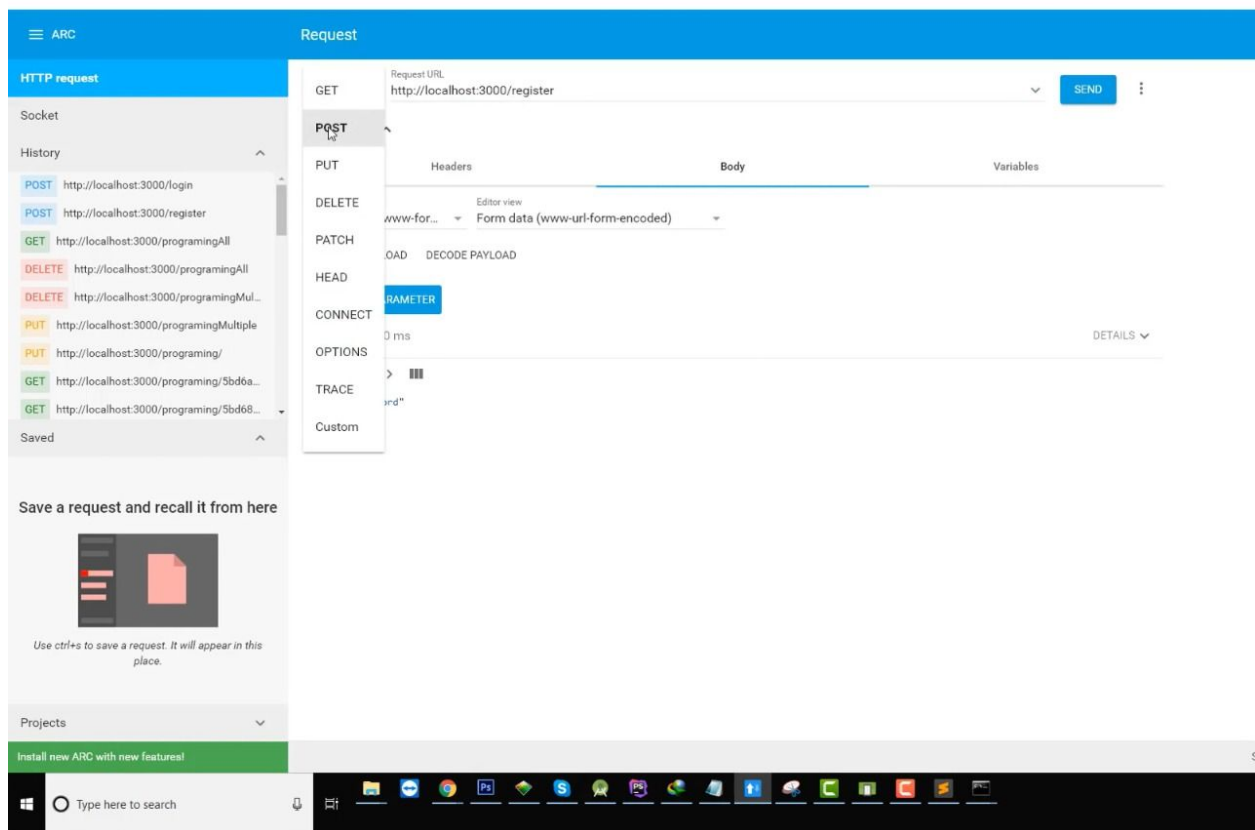 ARC
Request
HTTP request
Socket
History
POST http://localhost:3000/login
POST http://localhost:3000/register
GET http://localhost:3000/programingAll
DELETE http://localhost:3000/programingAll
DELETE http://localhost:3000/programingMul...
PUT http://localhost:3000/programingMultiple
PUT http://localhost:3000/programing/
GET http://localhost:3000/programing/5bd6a...
GET http://localhost:3000/programing/5bd68...
Saved
Save a request and recall it from here
Use ctrl+s to save a request. It will appear in this
place.
Projects
Install new ARC with new features!
GET
POST
PUT
DELETE
PATCH
HEAD
CONNECT
OPTIONS
TRACE
Custom
Request URL
http://localhost:3000/register
SEND
Headers Body Variables
Editor view
www-for... Form data (www-url-form-encoded)
OAD DECODE PAYLOAD
RAMETER
0 ms DETAILS
ord"
S
Type here to search
Ps
S
PS